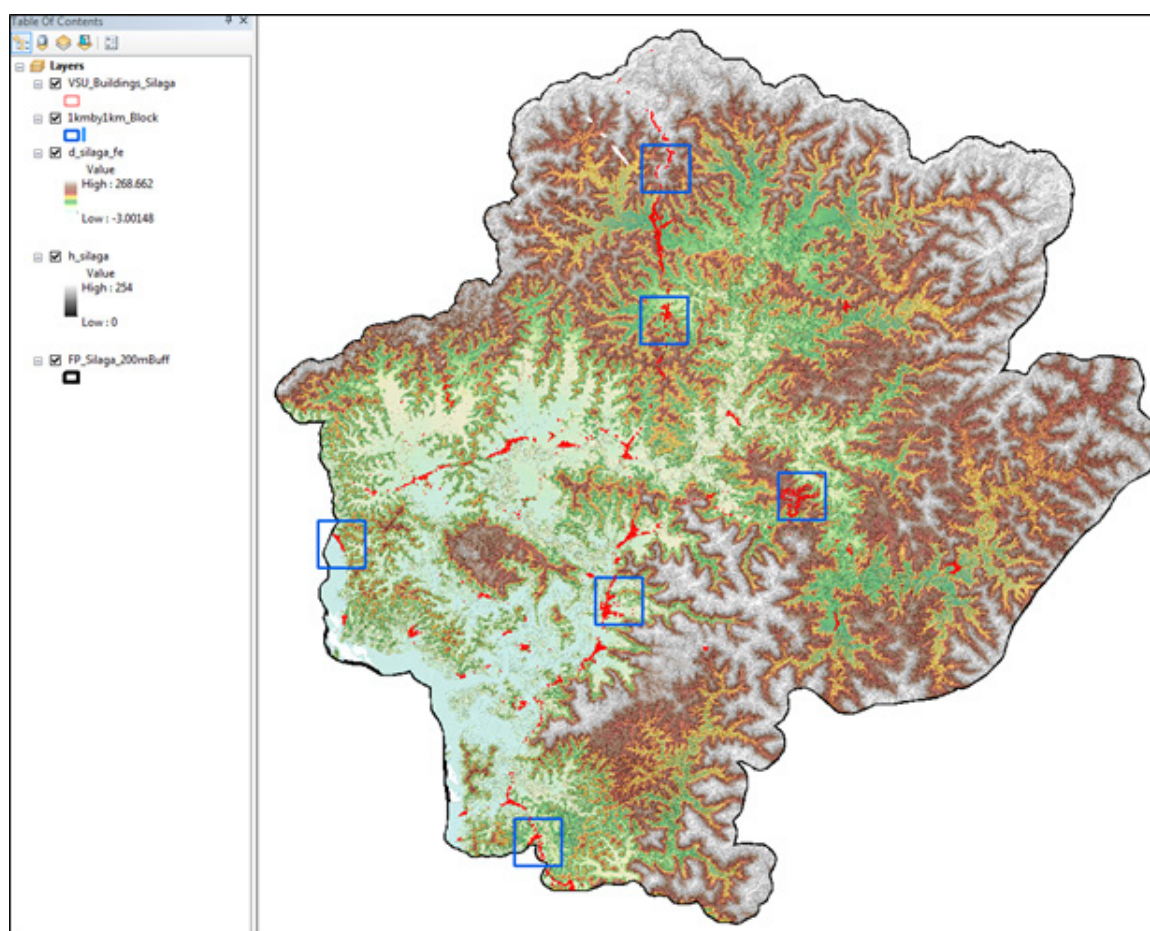 Table Of Contents
Layers
VSU_Buildings_Silaga
1kmby1km_Block
d_silaga_fe
Value
High : 268.662
Low : -3.00148
h_silaga
Value
High : 254
Low : 0
FP_Silaga_200mBuff